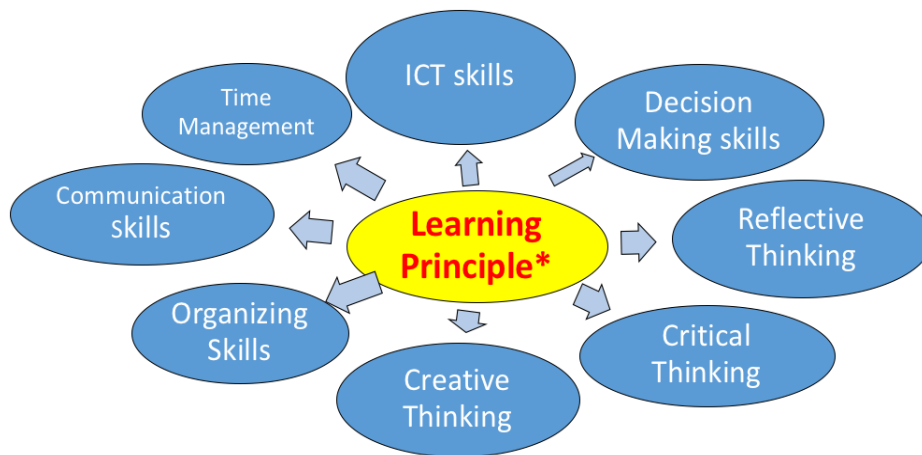 ICT skills
Time
Management
Decision
Making skills
Communication
skills
Learning
Principle*
Reflective
Thinking
Organizing
Skills
Critical
Thinking
Creative
Thinking